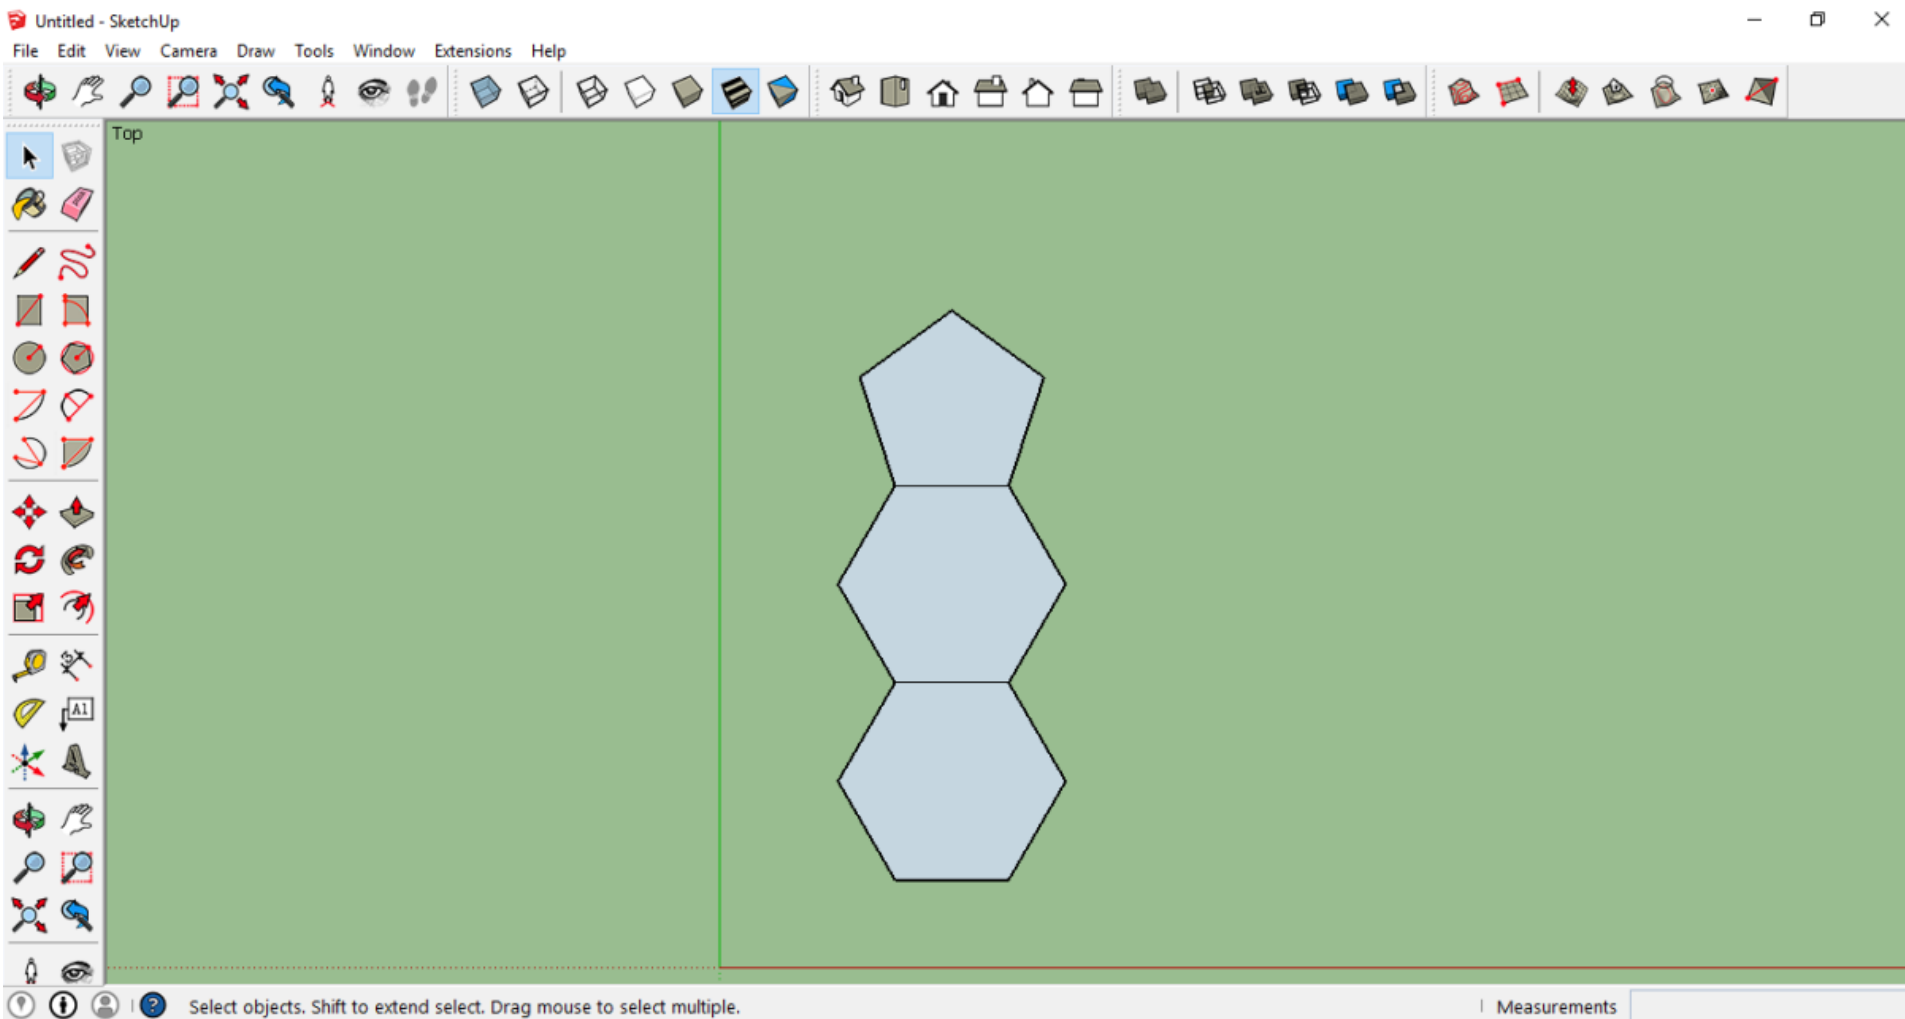 Untitled - SketchUp
File Edit View Camera Draw Tools Window Extensions Help
Top
A1
Select objects. Shift to extend select. Drag mouse to select multiple.
Measurements